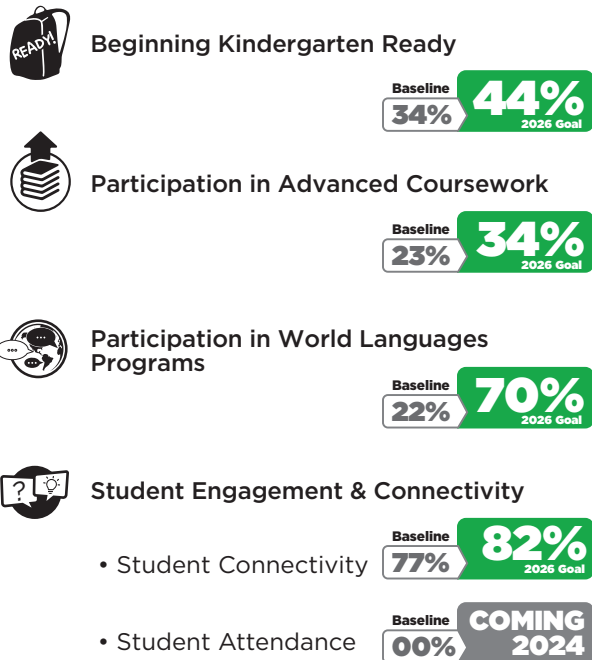 READY!
Beginning Kindergarten Ready
Baseline
34%
44%
2026 Goal
Participation in Advanced Coursework
Baseline
23%
34%
2026 Goal
Participation in World Languages
Programs
Baseline
22%
70%
2026 Goal
?
Student Engagement & Connectivity
• Student Connectivity
Baseline
77%
82%
2026 Goal
• Student Attendance
Baseline
00%
COMING
2024